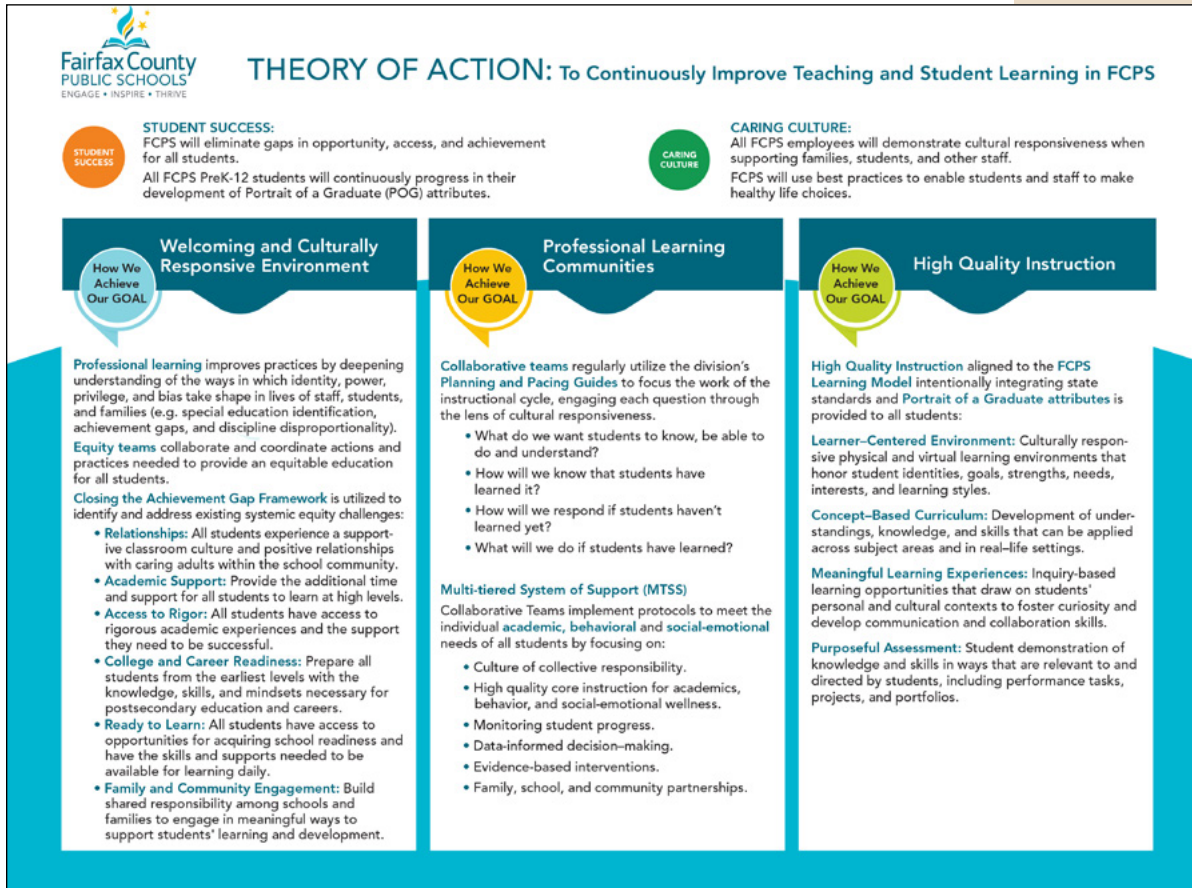 Fairfax County
PUBLIC SCHOOLS
ENGAGE • INSPIRE • THRIVE
THEORY OF ACTION: To Continuously Improve Teaching and Student Learning in FCPS
STUDENT
SUCCESS
STUDENT SUCCESS:
FCPS will eliminate gaps in opportunity, access, and achievement
for all students.
All FCPS PreK-12 students will continuously progress in their
development of Portrait of a Graduate (POG) attributes.
CARING
CULTURE
CARING CULTURE:
All FCPS employees will demonstrate cultural responsiveness when
supporting families, students, and other staff.
FCPS will use best practices to enable students and staff to make
healthy life choices.
How We
Achieve
Our GOAL
Welcoming and Culturally
Responsive Environment
Professional learning improves practices by deepening
understanding of the ways in which identity, power,
privilege, and bias take shape in lives of staff, students,
and families (e.g. special education identification,
achievement gaps, and discipline disproportionality).
Equity teams collaborate and coordinate actions and
practices needed to provide an equitable education
for all students.
Closing the Achievement Gap Framework is utilized to
identify and address existing systemic equity challenges:
• Relationships: All students experience a support-
ive classroom culture and positive relationships
with caring adults within the school community.
• Academic Support: Provide the additional time
and support for all students to learn at high levels.
• Access to Rigor: All students have access to
rigorous academic experiences and the support
they need to be successful.
• College and Career Readiness: Prepare all
students from the earliest levels with the
knowledge, skills, and mindsets necessary for
postsecondary education and careers.
• Ready to Learn: All students have access to
opportunities for acquiring school readiness and
have the skills and supports needed to be
available for learning daily.
• Family and Community Engagement: Build
shared responsibility among schools and
families to engage in meaningful ways to
support students' learning and development.
How We
Achieve
Our GOAL
Professional Learning
Communities
Collaborative teams regularly utilize the division's
Planning and Pacing Guides to focus the work of the
instructional cycle, engaging each question through
the lens of cultural responsiveness.
• What do we want students to know, be able to
do and understand?
• How will we know that students have
learned it?
• How will we respond if students haven't
learned yet?
• What will we do if students have learned?
Multi-tiered System of Support (MTSS)
Collaborative Teams implement protocols to meet the
individual academic, behavioral and social-emotional
needs of all students by focusing on:
• Culture of collective responsibility.
• High quality core instruction for academics,
behavior, and social-emotional wellness.
• Monitoring student progress.
• Data-informed decision–making.
• Evidence-based interventions.
• Family, school, and community partnerships.
How We
Achieve
Our GOAL
High Quality Instruction
High Quality Instruction aligned to the FCPS
Learning Model intentionally integrating state
standards and Portrait of a Graduate attributes is
provided to all students:
Learner–Centered Environment: Culturally respon-
sive physical and virtual learning environments that
honor student identities, goals, strengths, needs,
interests, and learning styles.
Concept–Based Curriculum: Development of under-
standings, knowledge, and skills that can be applied
across subject areas and in real–life settings.
Meaningful Learning Experiences: Inquiry-based
learning opportunities that draw on students'
personal and cultural contexts to foster curiosity and
develop communication and collaboration skills.
Purposeful Assessment: Student demonstration of
knowledge and skills in ways that are relevant to and
directed by students, including performance tasks,
projects, and portfolios.